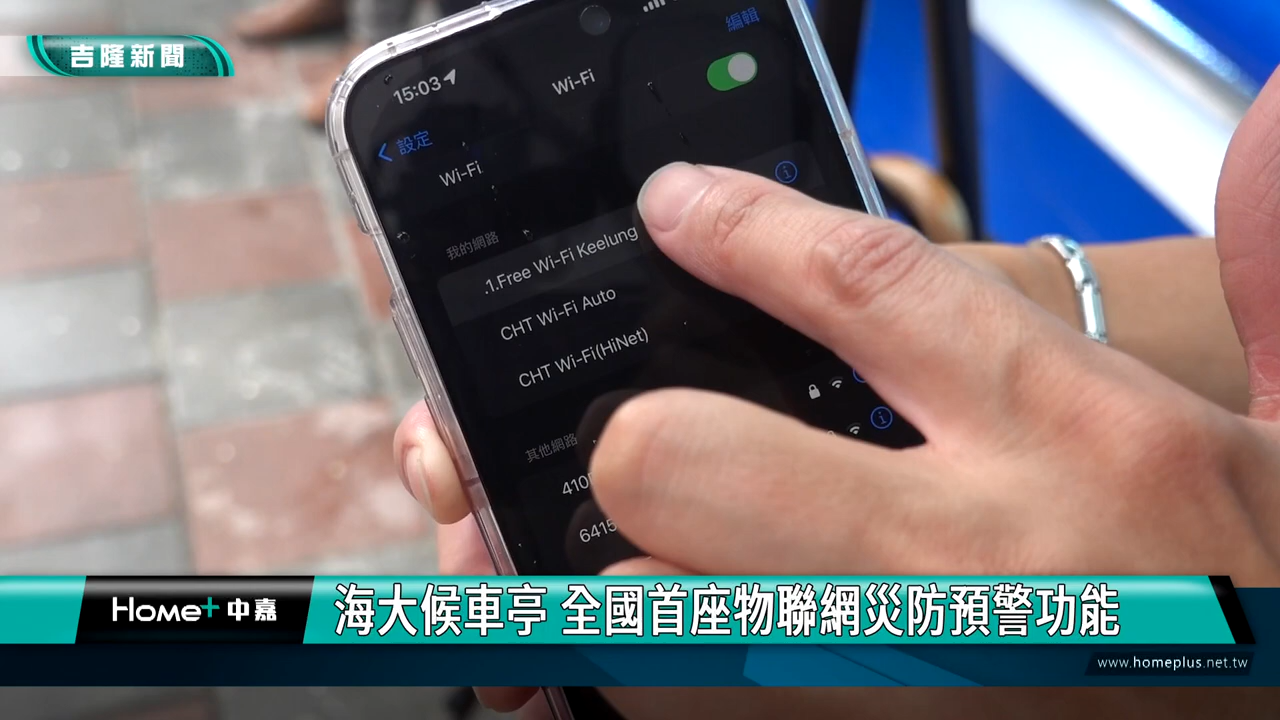 吉隆新聞
編輯
15:03
Wi-Fi
設定
Wi-Fi
我的網路
.1.Free Wi-Fi Keelung
CHT Wi-Fi Auto
CHT Wi-Fi(HiNet)
其他網路
410
6415
Home+ 中嘉
海大候車亭 全國首座物聯網災防預警功能
www.homeplus.net.tw